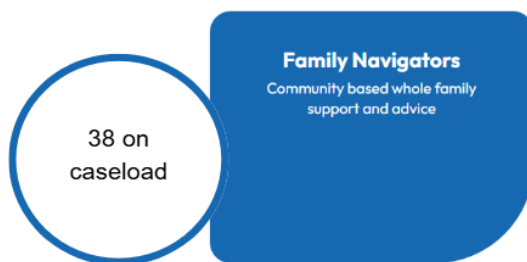 Family Navigators
Community based whole family
support and advice
38 on
caseload